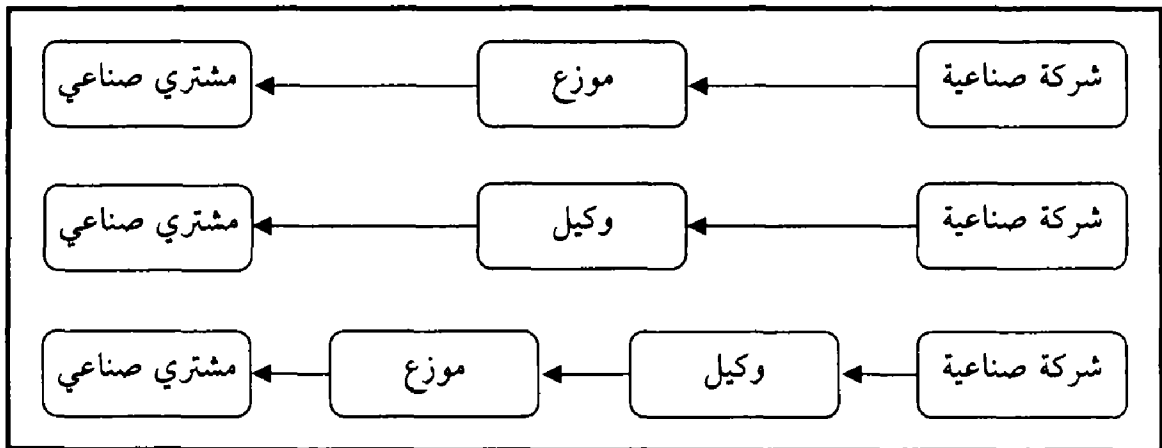 شركة صناعية موزع مشتري صناعي
شركة صناعية وكيل مشتري صناعي
شركة صناعية وكيل موزع مشتري صناعي